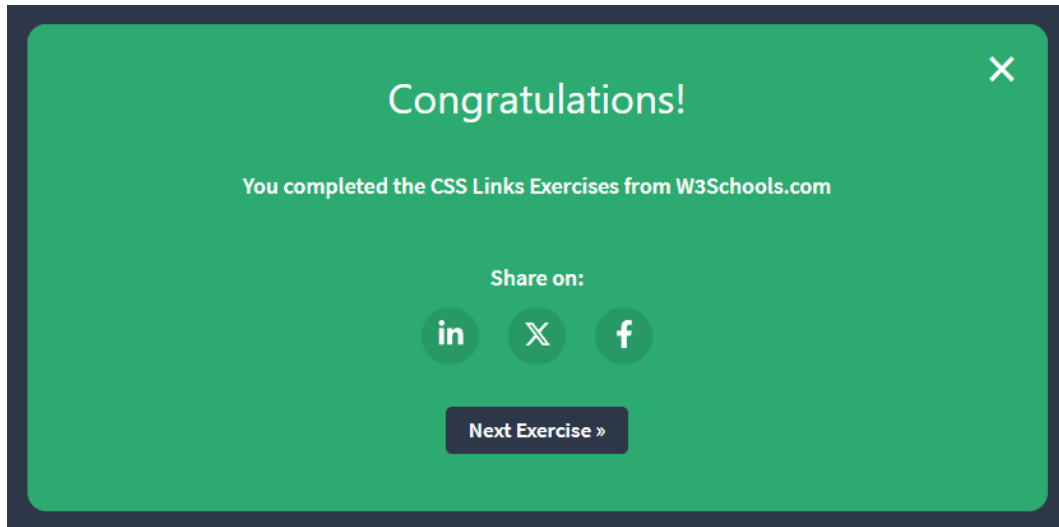 Congratulations!
You completed the CSS Links Exercises from W3Schools.com
Share on:
in X f
Next Exercise »